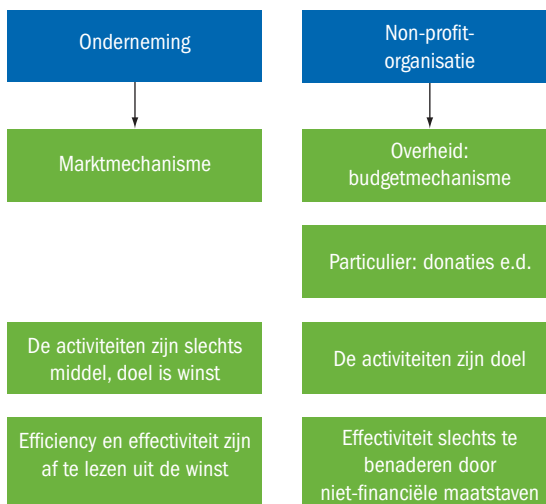 Onderneming
Non-profit-
organisatie
Marktmechanisme
Overheid:
budgetmechanisme
Particulier: donaties e.d.
De activiteiten zijn slechts
middel, doel is winst
De activiteiten zijn doel
Efficiency en effectiviteit zijn
af te lezen uit de winst
Effectiviteit slechts te
benaderen door
niet-financiële maatstaven